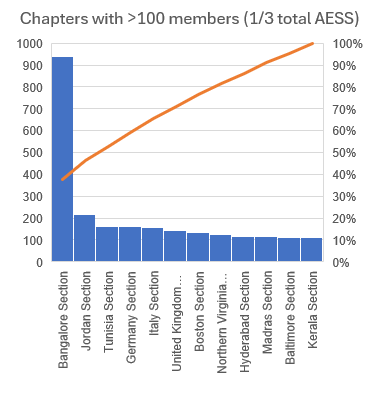 Chapters with >100 members (1/3 total AESS)
1000 100%
900 90%
800 80%
700 70%
600 60%
500 50%
400 40%
300 30%
200 20%
100 10%
0 0%
Bangalore Section
Jordan Section
Tunisia Section
Germany Section
Italy Section
United Kingdom...
Boston Section
Northern Virginia...
Hyderabad Section
Madras Section
Baltimore Section
Kerala Section